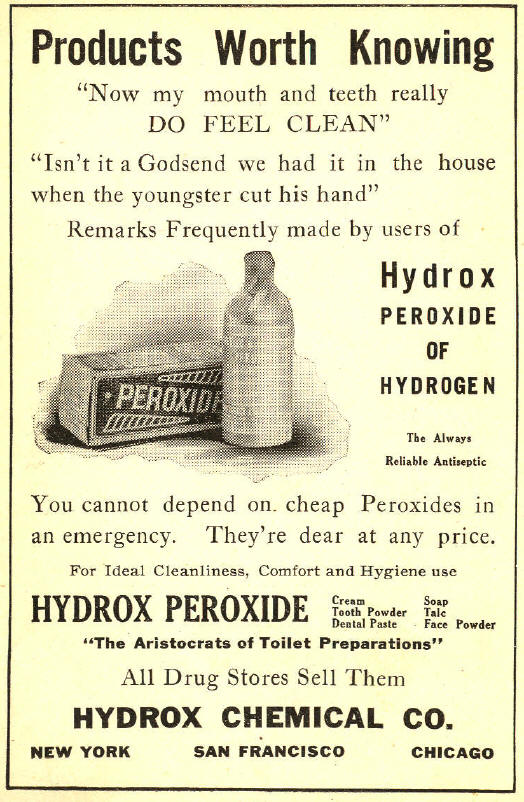 Products Worth Knowing
“Now my mouth and teeth really
DO FEEL CLEAN”
“Isn't it a Godsend we had it in the house
when the youngster cut his hand”
Remarks Frequently made by users of
Hydrox
PEROXIDE
OF
HYDROGEN
PEROXID
The Always
Reliable Antiseptic
You cannot depend on. cheap Peroxides in
an emergency. They're dear at any price.
For Ideal Cleanliness, Comfort and Hygiene use
HYDROX PEROXIDE
Cream Soap
Tooth Powder Talc
Dental Paste Face Powder
“The Aristocrats of Toilet Preparations”
All Drug Stores Sell Them
HYDROX CHEMICAL CO.
NEW YORK SAN FRANCISCO CHICAGO